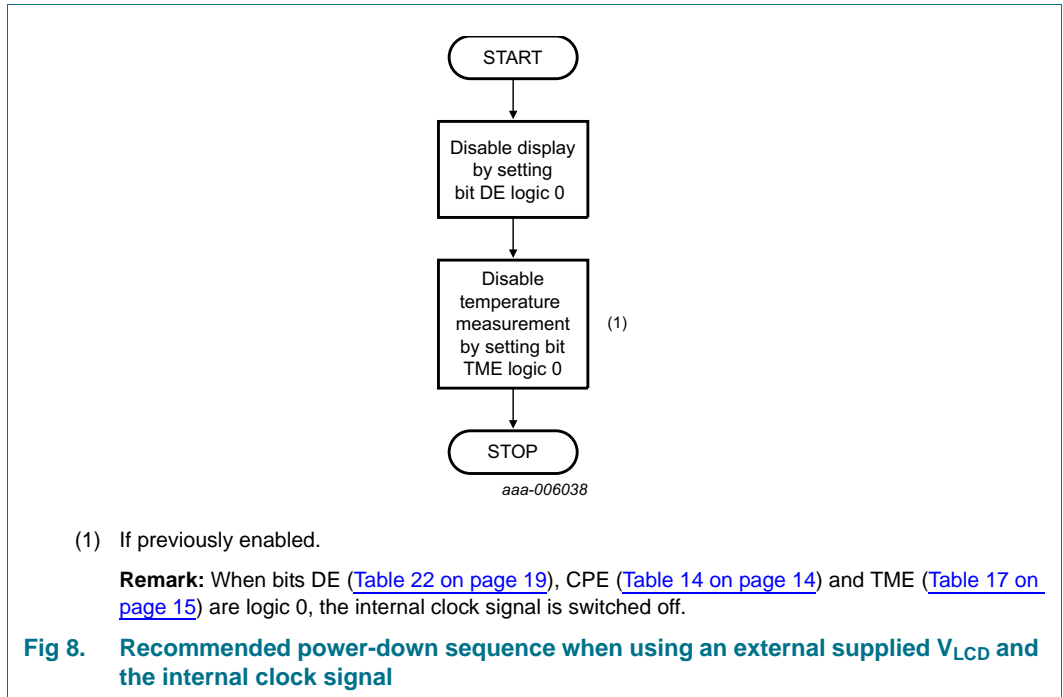 START
Disable display
by setting
bit DE logic 0
Disable
temperature
measurement
by setting bit
TME logic 0
(1)
STOP
aaa-006038
(1) If previously enabled.
Remark: When bits DE (Table 22 on page 19), CPE (Table 14 on page 14) and TME (Table 17 on
page 15) are logic 0, the internal clock signal is switched off.
Fig 8. Recommended power-down sequence when using an external supplied VLCD and
the internal clock signal